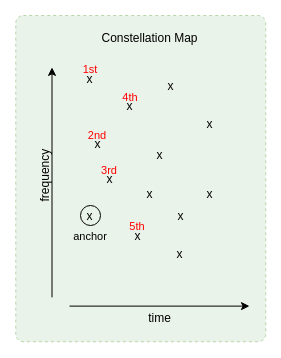 Constellation Map
1st
x
x
4th
x
x
2nd
x
x
3rd
x
x
x
x
x
anchor
5th
x
x
frequency
time